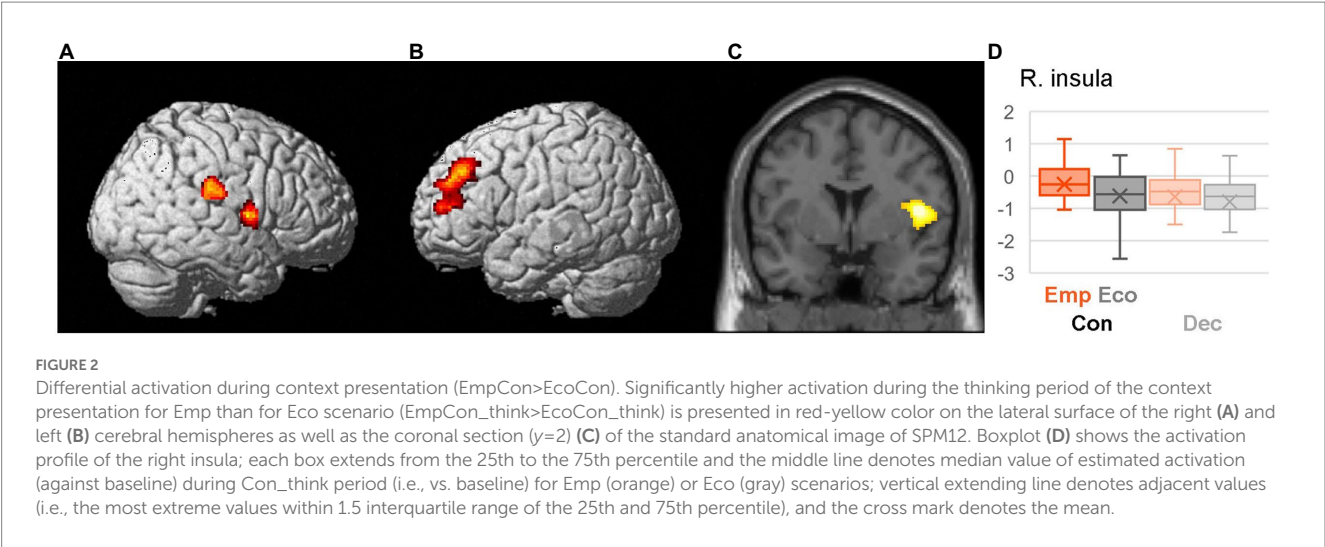 A
B
C
D
R. insula
2
1
0
-1
-2
-3
Emp Eco
Con
Dec
FIGURE 2
Differential activation during context presentation (EmpCon>EcoCon). Significantly higher activation during the thinking period of the context
presentation for Emp than for Eco scenario (EmpCon_think>EcoCon_think) is presented in red-yellow color on the lateral surface of the right (A) and
left (B) cerebral hemispheres as well as the coronal section (y=2) (C) of the standard anatomical image of SPM12. Boxplot (D) shows the activation
profile of the right insula; each box extends from the 25th to the 75th percentile and the middle line denotes median value of estimated activation
(against baseline) during Con_think period (i.e., vs. baseline) for Emp (orange) or Eco (gray) scenarios; vertical extending line denotes adjacent values
(i.e., the most extreme values within 1.5 interquartile range of the 25th and 75th percentile), and the cross mark denotes the mean.